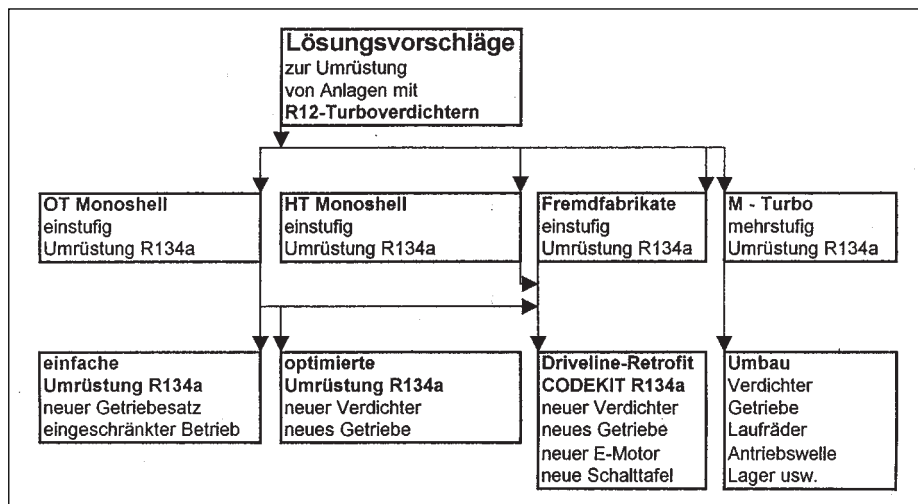 Lösungsvorschläge
zur Umrüstung
von Anlagen mit
R12-Turboverdichtern
OT Monoshell
einstufig
Umrüstung R134a
HT Monoshell
einstufig
Umrüstung R134a
Fremdfabrikate
einstufig
Umrüstung R134a
M - Turbo
mehrstufig
Umrüstung R134a
einfache
Umrüstung R134a
neuer Getriebesatz
eingeschränkter Betrieb
optimierte
Umrüstung R134a
neuer Verdichter
neues Getriebe
Driveline-Retrofit
CODEKIT R134a
neuer Verdichter
neues Getriebe
neuer E-Motor
neue Schalttafel
Umbau
Verdichter
Getriebe
Laufräder
Antriebswelle
Lager usw.